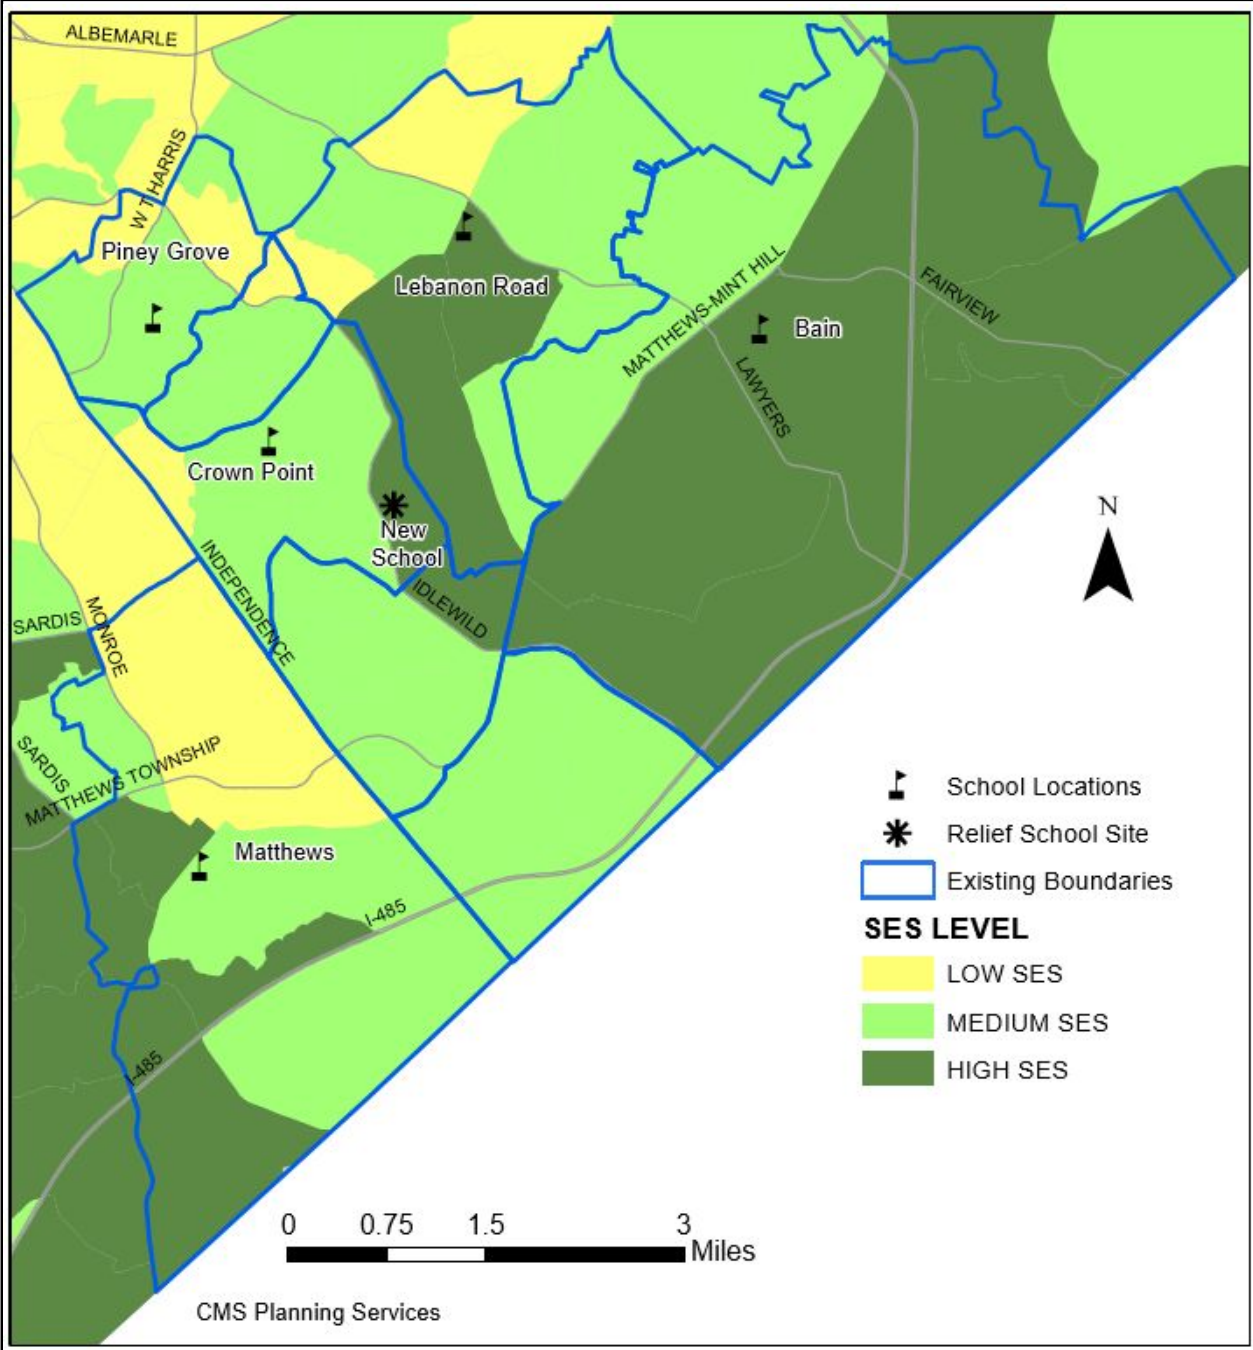 ALBEMARLE
W T HARRIS
Piney Grove
Lebanon Road
MATTHEWS-MINT HILL
FAIRVIEW
Bain
LAWYERS
Crown Point
New
School
INDEPENDENCE
IDLEWILD
N
SARDIS
MONROE
SARDIS
MATTHEWS TOWNSHIP
Matthews
I-485
I-485
School Locations
Relief School Site
Existing Boundaries
SES LEVEL
LOW SES
MEDIUM SES
HIGH SES
0 0.75 1.5 3
Miles
CMS Planning Services